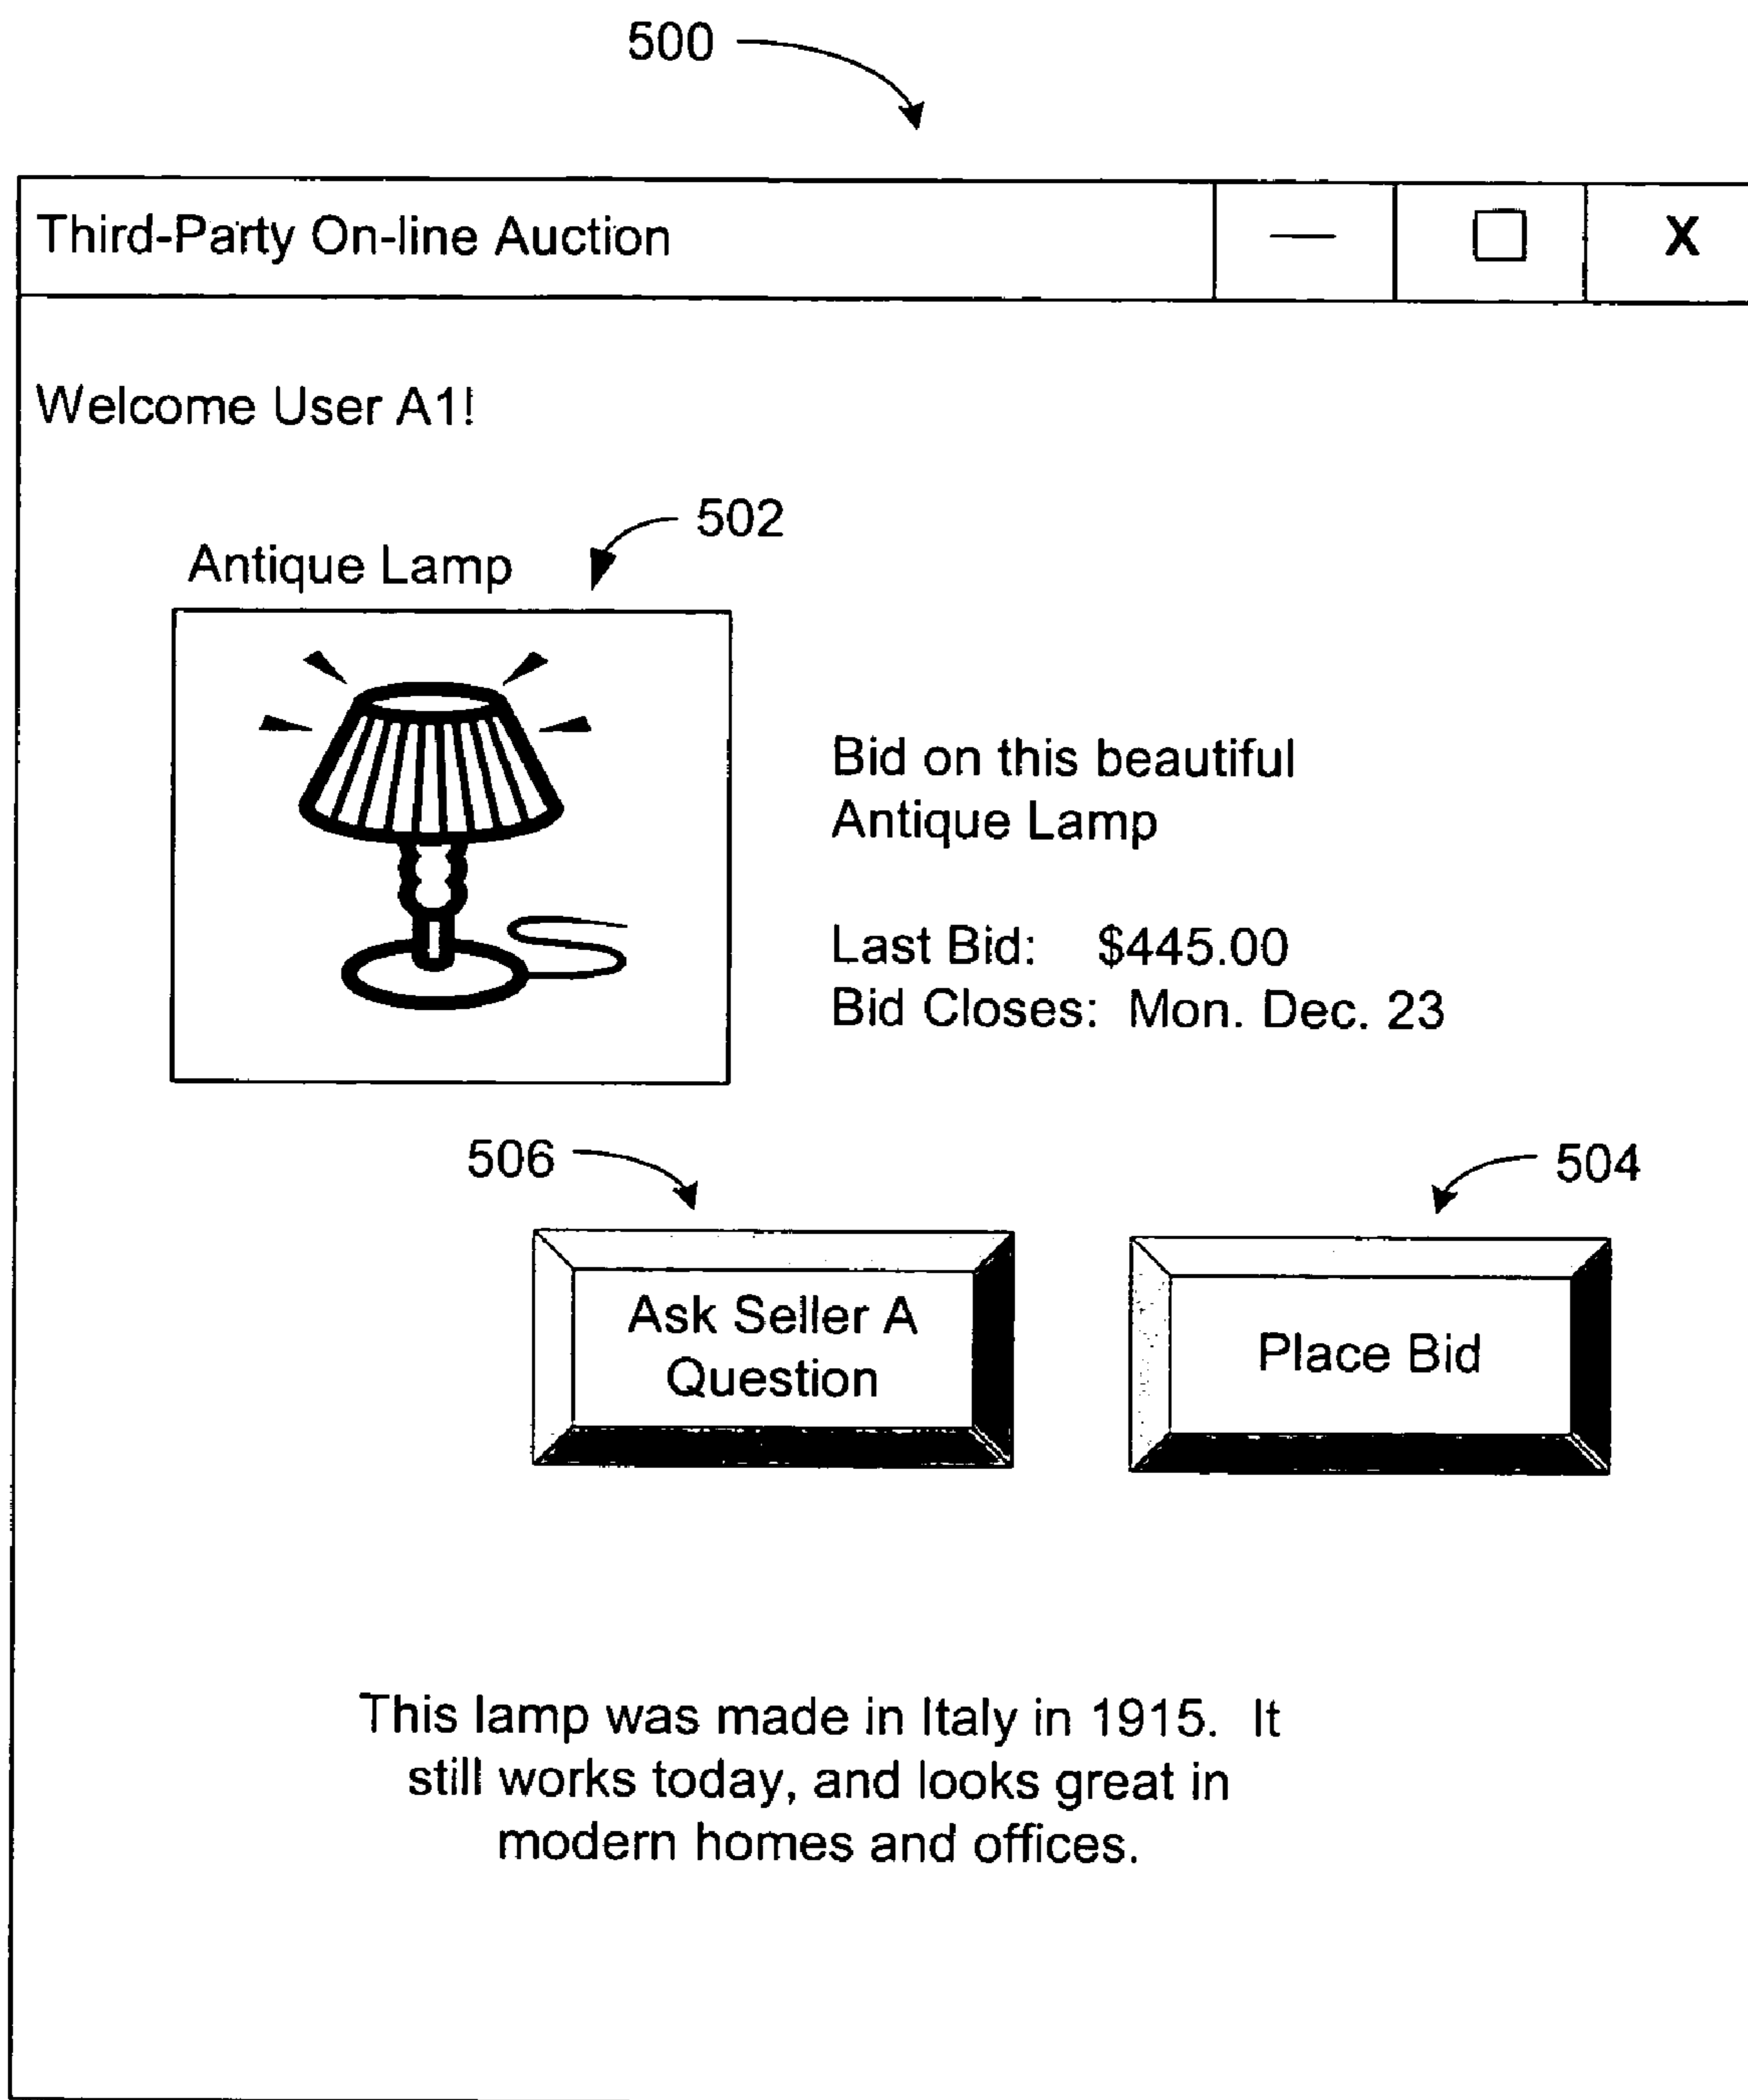 500
Third-Party On-line Auction
X
Welcome User A1!
502
Antique Lamp
Bid on this beautiful
Antique Lamp
Last Bid: $445.00
Bid Closes: Mon. Dec. 23
506
504
Ask Seller A
Question
Place Bid
This lamp was made in Italy in 1915. It
still works today, and looks great in
modern homes and offices.